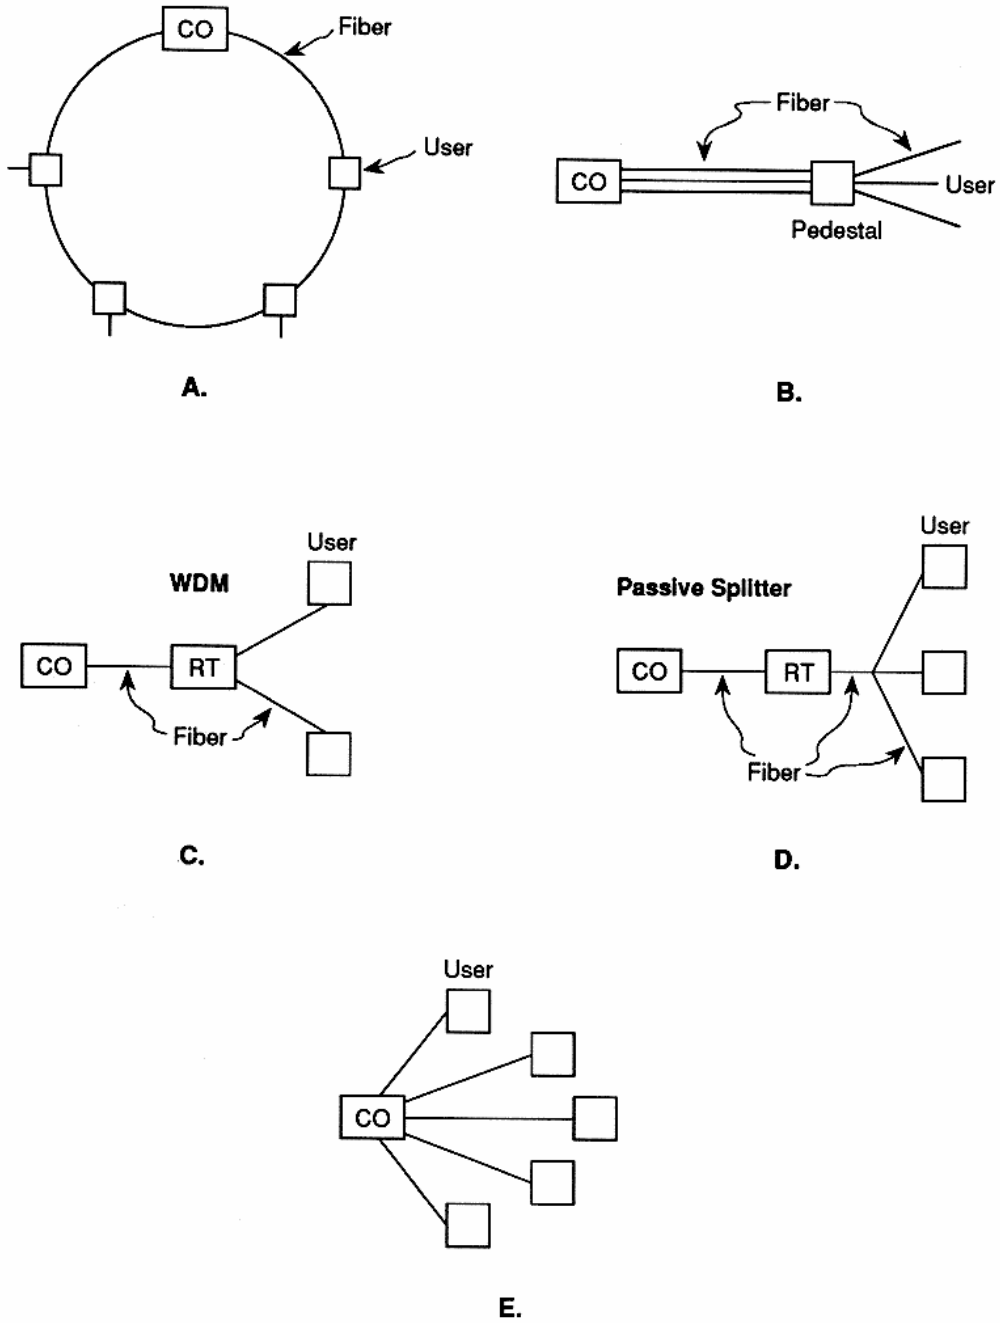 CO
Fiber
User
A.
Fiber
CO
User
Pedestal
B.
User
WDM
CO
RT
Fiber
C.
User
Passive Splitter
CO
RT
Fiber
D.
User
CO
E.